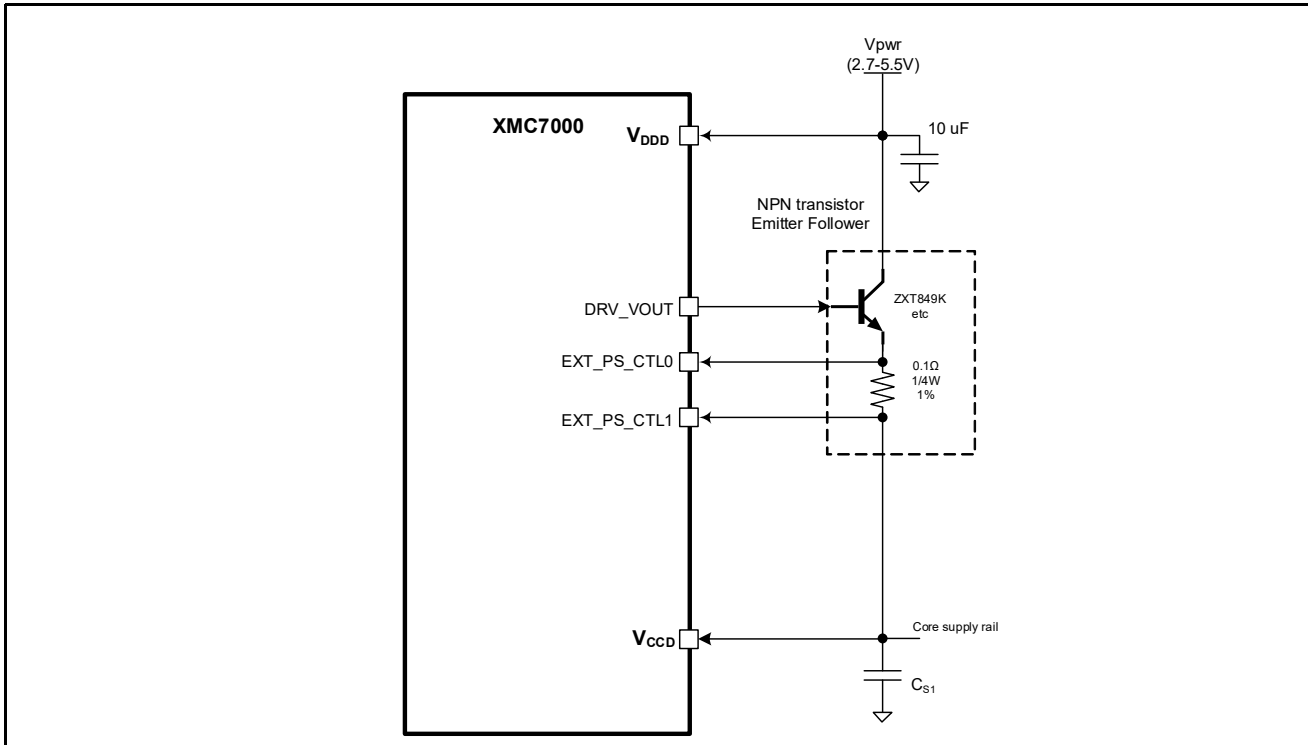 Vpwr
(2.7-5.5V)
XMC7000
VDDD
10 uF
NPN transistor
Emitter Follower
DRV_VOUT
ZXT849K
etc
EXT_PS_CTL0
0.1Ω
1/4W
1%
EXT_PS_CTL1
VCCD
Core supply rail
CS1